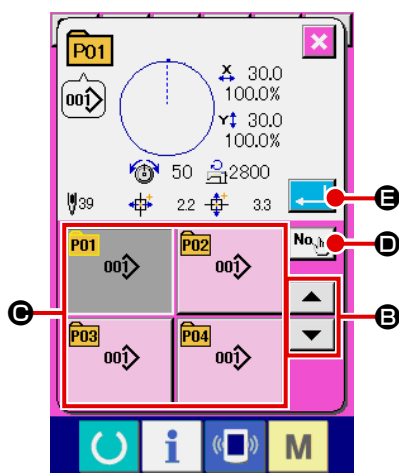 P01
001
X 30.0
100.0%
Y 30.0
100.0%
50 2800
39 2.2 3.3
E
No.
D
P01 P02
001 001
C
B
P03 P04
001 001
i M